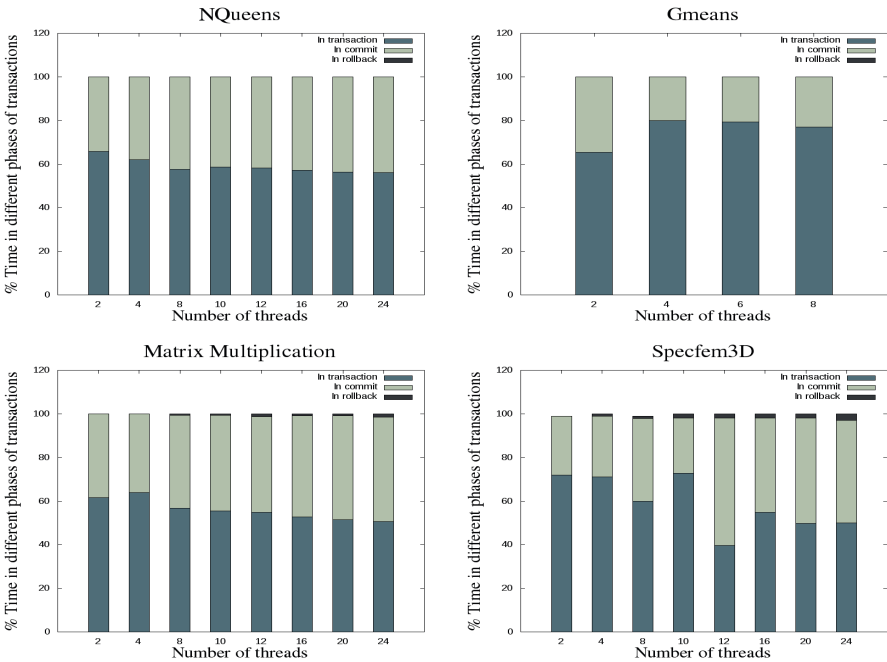 NQueens
% Time in different phases of transactions
120
100
80
60
40
20
0
In transaction
In commit
In rollback
2 4 8 10 12 16 20 24
Number of threads
Gmeans
% Time in different phases of transactions
120
100
80
60
40
20
0
In transaction
In commit
In rollback
2 4 6 8
Number of threads
Matrix Multiplication
% Time in different phases of transactions
120
100
80
60
40
20
0
In transaction
In commit
In rollback
2 4 8 10 12 16 20 24
Number of threads
Specfem3D
% Time in different phases of transactions
120
100
80
60
40
20
0
In transaction
In commit
In rollback
2 4 8 10 12 16 20 24
Number of threads